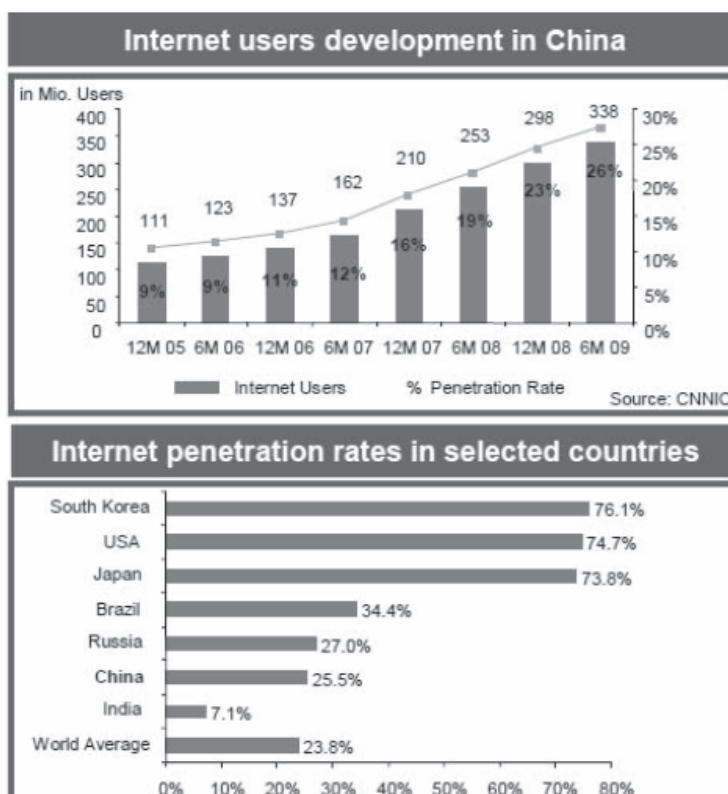 Internet users development in China
in Mio. Users
400
350
300
250
200
150
100
50
0
30%
25%
20%
15%
10%
5%
0%
111
123
137
162
210
253
298
338
9%
9%
11%
12%
16%
19%
23%
26%
12M 05 6M 06 12M 06 6M 07 12M 07 6M 08 12M 08 6M 09
Internet Users % Penetration Rate
Source: CNNIC
Internet penetration rates in selected countries
South Korea 76.1%
USA 74.7%
Japan 73.8%
Brazil 34.4%
Russia 27.0%
China 25.5%
India 7.1%
World Average 23.8%
0% 10% 20% 30% 40% 50% 60% 70% 80%